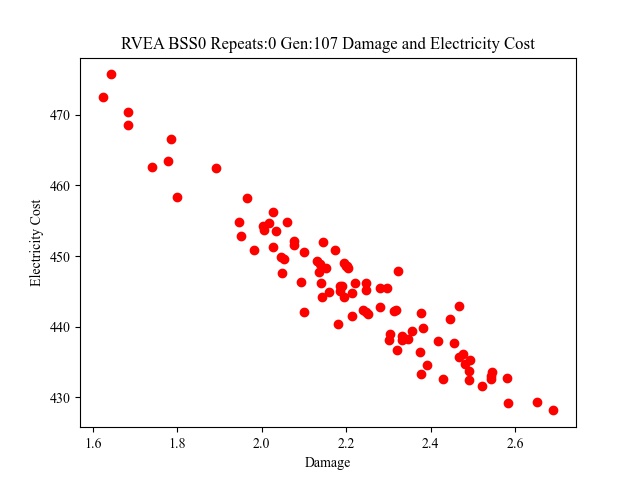 RVEA BSS0 Repeats:0 Gen:107 Damage and Electricity Cost
470
460
450
440
430
Electricity Cost
1.6 1.8 2.0 2.2 2.4 2.6
Damage